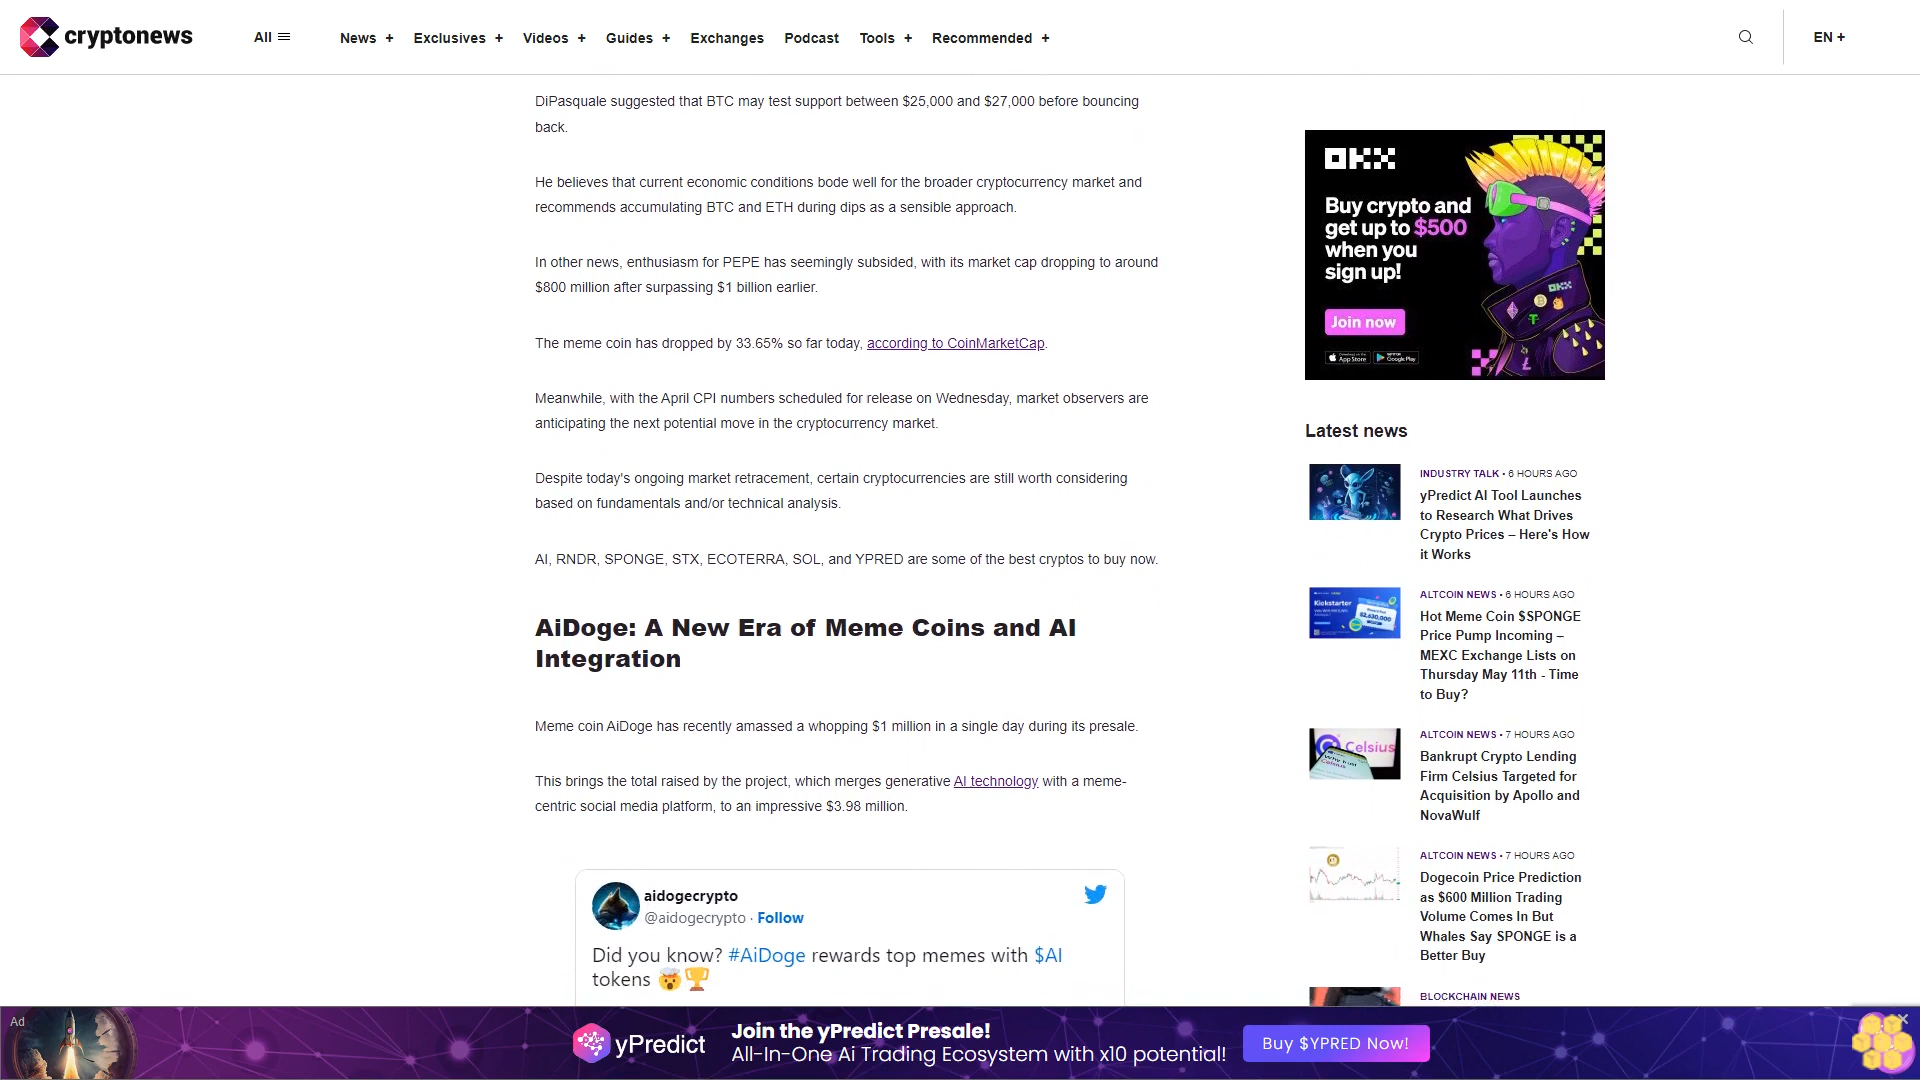 cryptonews
All
News +
Exclusives +
Videos +
Guides +
Exchanges
Podcast
Tools +
Recommended +
EN +
DiPasquale suggested that BTC may test support between $25,000 and $27,000 before bouncing
back.
He believes that current economic conditions bode well for the broader cryptocurrency market and
recommends accumulating BTC and ETH during dips as a sensible approach.
In other news, enthusiasm for PEPE has seemingly subsided, with its market cap dropping to around
$800 million after surpassing $1 billion earlier.
The meme coin has dropped by 33.65% so far today, according to CoinMarketCap.
Meanwhile, with the April CPI numbers scheduled for release on Wednesday, market observers are
anticipating the next potential move in the cryptocurrency market.
Despite today's ongoing market retracement, certain cryptocurrencies are still worth considering
based on fundamentals and/or technical analysis.
AI, RNDR, SPONGE, STX, ECOTERRA, SOL, and YPRED are some of the best cryptos to buy now.
AiDoge: A New Era of Meme Coins and AI
Integration
Meme coin AiDoge has recently amassed a whopping $1 million in a single day during its presale.
This brings the total raised by the project, which merges generative AI technology with a meme-
centric social media platform, to an impressive $3.98 million.
aidogecrypto
@aidogecrypto · Follow
Did you know? #AiDoge rewards top memes with $AI
tokens 🤯🏆
OKX
Buy crypto and
get up to $500
when you
sign up!
Join now
App Store
Google Play
OKX
Latest news
INDUSTRY TALK • 6 HOURS AGO
yPredict AI Tool Launches
to Research What Drives
Crypto Prices – Here's How
it Works
Kickstarter
ALTCOIN NEWS • 6 HOURS AGO
Hot Meme Coin $SPONGE
Price Pump Incoming –
MEXC Exchange Lists on
Thursday May 11th - Time
to Buy?
Celsius
ALTCOIN NEWS • 7 HOURS AGO
Bankrupt Crypto Lending
Firm Celsius Targeted for
Acquisition by Apollo and
NovaWulf
ALTCOIN NEWS • 7 HOURS AGO
Dogecoin Price Prediction
as $600 Million Trading
Volume Comes In But
Whales Say SPONGE is a
Better Buy
BLOCKCHAIN NEWS
Ad
yPredict
Join the yPredict Presale!
All-In-One Ai Trading Ecosystem with x10 potential!
Buy $YPRED Now!